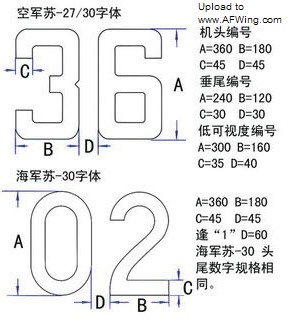 空军苏-27/30字体
Upload to
www.AFWing.com
机头编号
A=360 B=180
C=45 D=45
垂尾编号
A=240 B=120
C=30 D=30
低可视度编号
A=300 B=160
C=35 D=40
36
A
C
B
D
海军苏-30字体
A=360 B=180
C=45 D=45
逢“1”D=60
海军苏-30 头
尾数字规格相
同。
02
A
C
D
B